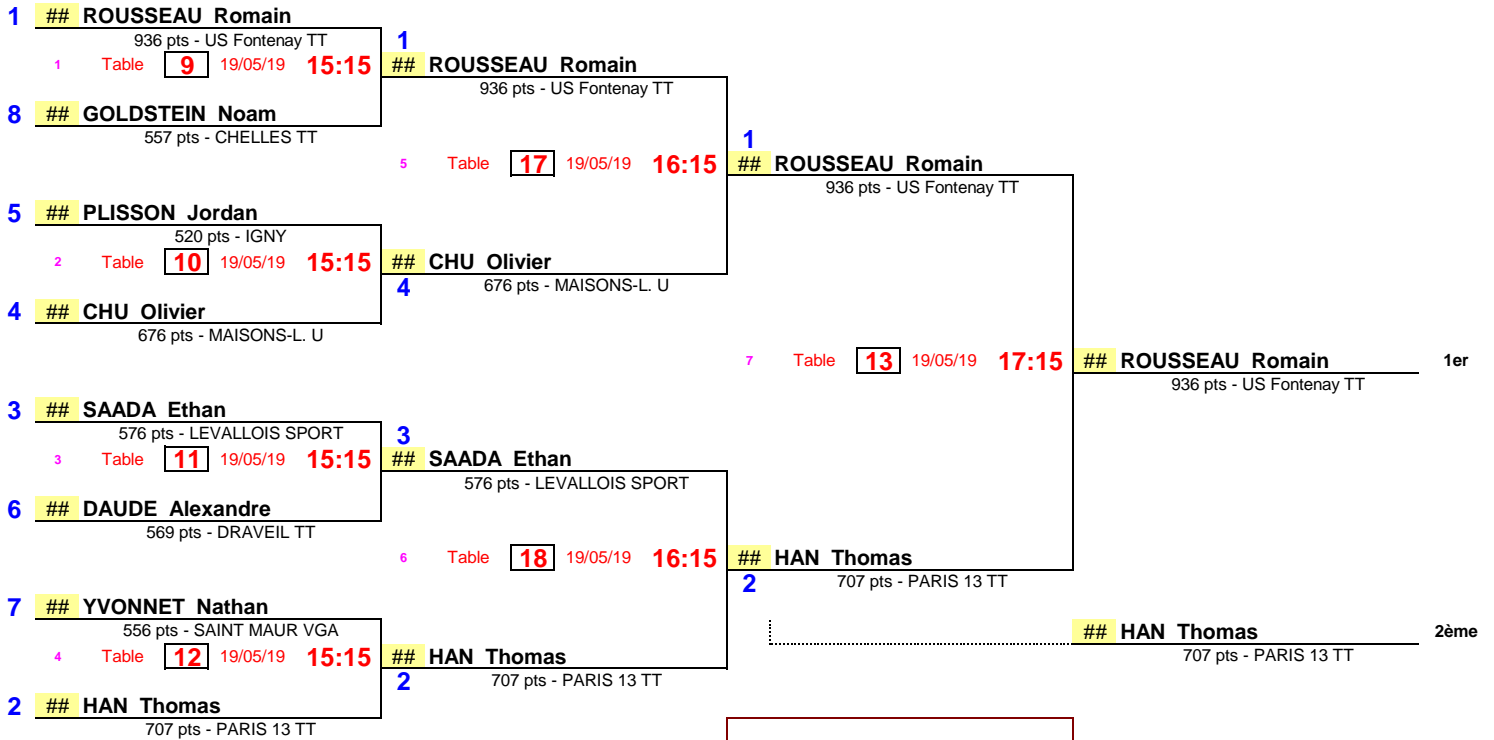 1 ## ROUSSEAU Romain
936 pts - US Fontenay TT
1
1 Table 9 19/05/19 15:15 ## ROUSSEAU Romain
936 pts - US Fontenay TT
8 ## GOLDSTEIN Noam
557 pts - CHELLES TT
1
5 Table 17 19/05/19 16:15 ## ROUSSEAU Romain
936 pts - US Fontenay TT
5 ## PLISSON Jordan
520 pts - IGNY
2 Table 10 19/05/19 15:15 ## CHU Olivier
4 676 pts - MAISONS-L. U
4 ## CHU Olivier
676 pts - MAISONS-L. U
7 Table 13 19/05/19 17:15 ## ROUSSEAU Romain 1er
936 pts - US Fontenay TT
3 ## SAADA Ethan
576 pts - LEVALLOIS SPORT
3
3 Table 11 19/05/19 15:15 ## SAADA Ethan
576 pts - LEVALLOIS SPORT
6 ## DAUDE Alexandre
569 pts - DRAVEIL TT
6 Table 18 19/05/19 16:15 ## HAN Thomas
2 707 pts - PARIS 13 TT
7 ## YVONNET Nathan
556 pts - SAINT MAUR VGA
## HAN Thomas 2ème
707 pts - PARIS 13 TT
4 Table 12 19/05/19 15:15 ## HAN Thomas
2 707 pts - PARIS 13 TT
2 ## HAN Thomas
707 pts - PARIS 13 TT